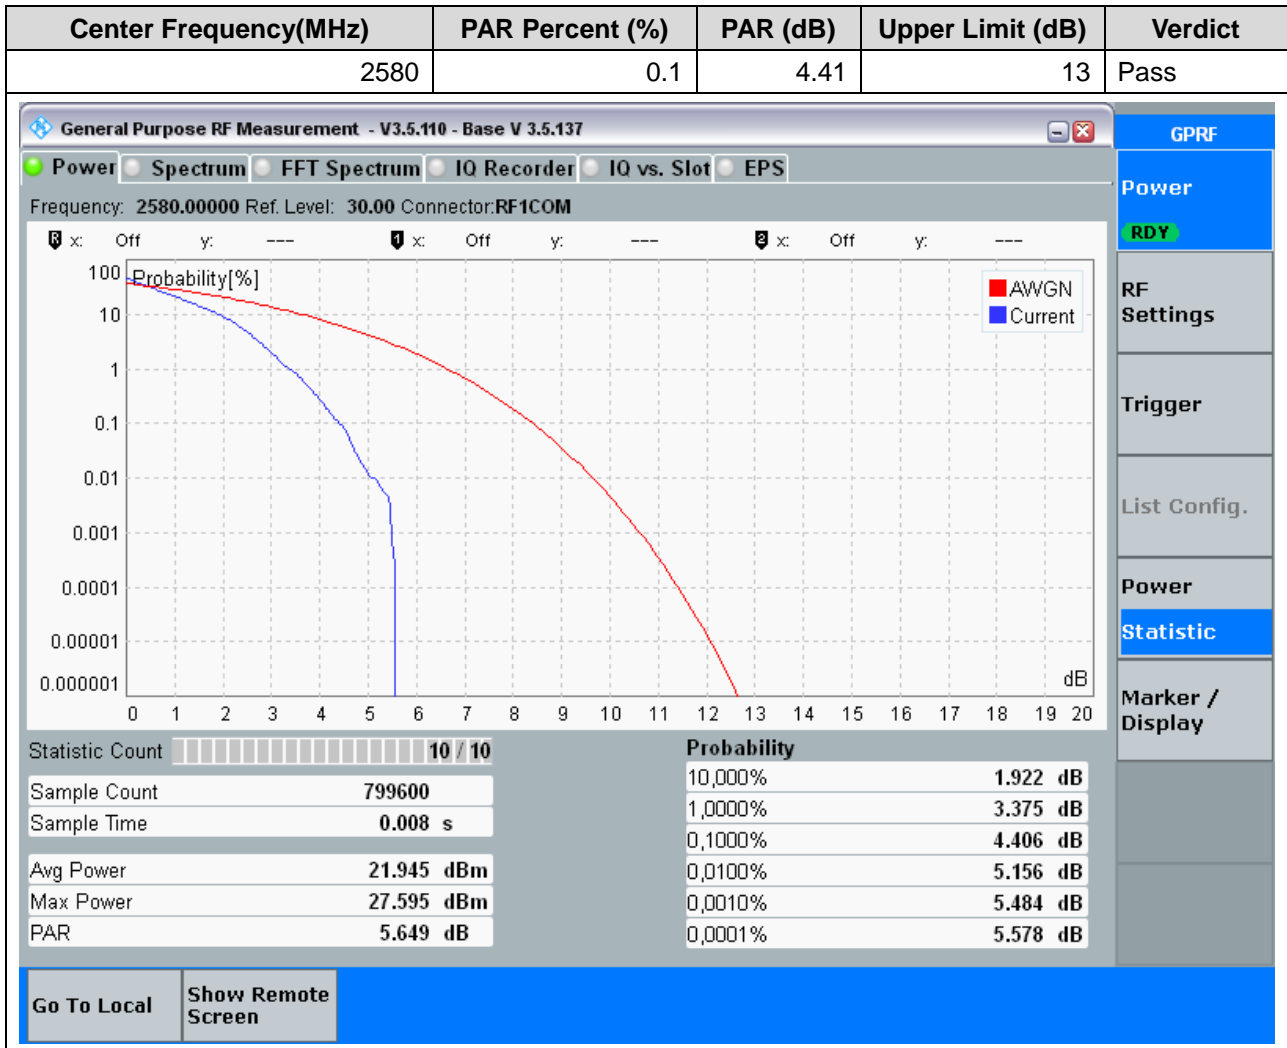 Center Frequency(MHz) PAR Percent (%) PAR (dB) Upper Limit (dB) Verdict
2580 0.1 4.41 13 Pass
General Purpose RF Measurement - V3.5.110 - Base V 3.5.137
GPRF
Power Spectrum FFT Spectrum IQ Recorder IQ vs. Slot EPS
Power
RDY
Frequency: 2580.00000 Ref. Level: 30.00 Connector:RF1COM
R x: Off y: --- 1 x: Off y: --- 2 x: Off y: ---
Probability[%]
AWGN
Current
100
10
1
0.1
0.01
0.001
0.0001
0.00001
0.000001
dB
0 1 2 3 4 5 6 7 8 9 10 11 12 13 14 15 16 17 18 19 20
RF
Settings
Trigger
List Config.
Power
Statistic
Marker /
Display
Statistic Count 10 / 10
Sample Count 799600
Sample Time 0.008 s
Avg Power 21.945 dBm
Max Power 27.595 dBm
PAR 5.649 dB
Probability
10,000% 1.922 dB
1,0000% 3.375 dB
0,1000% 4.406 dB
0,0100% 5.156 dB
0,0010% 5.484 dB
0,0001% 5.578 dB
Go To Local
Show Remote
Screen